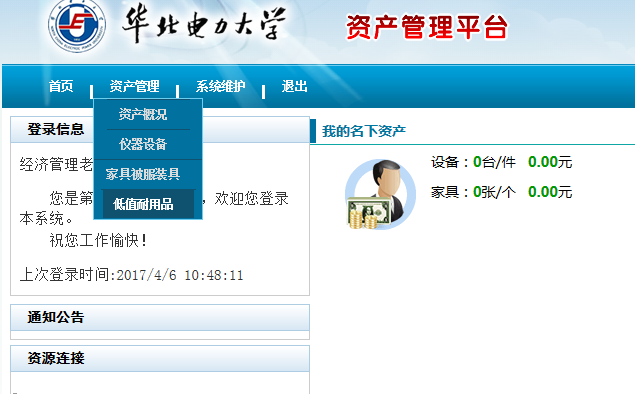 华北电力大学
资产管理平台
首页 资产管理 系统维护 退出
资产概况
仪器设备
家具被服装具
低值耐用品
登录信息
经济管理老
您是第
，欢迎您登录
本系统。
祝您工作愉快！
上次登录时间:2017/4/6 10:48:11
通知公告
资源连接
我的名下资产
设备：0台/件 0.00元
家具：0张/个 0.00元